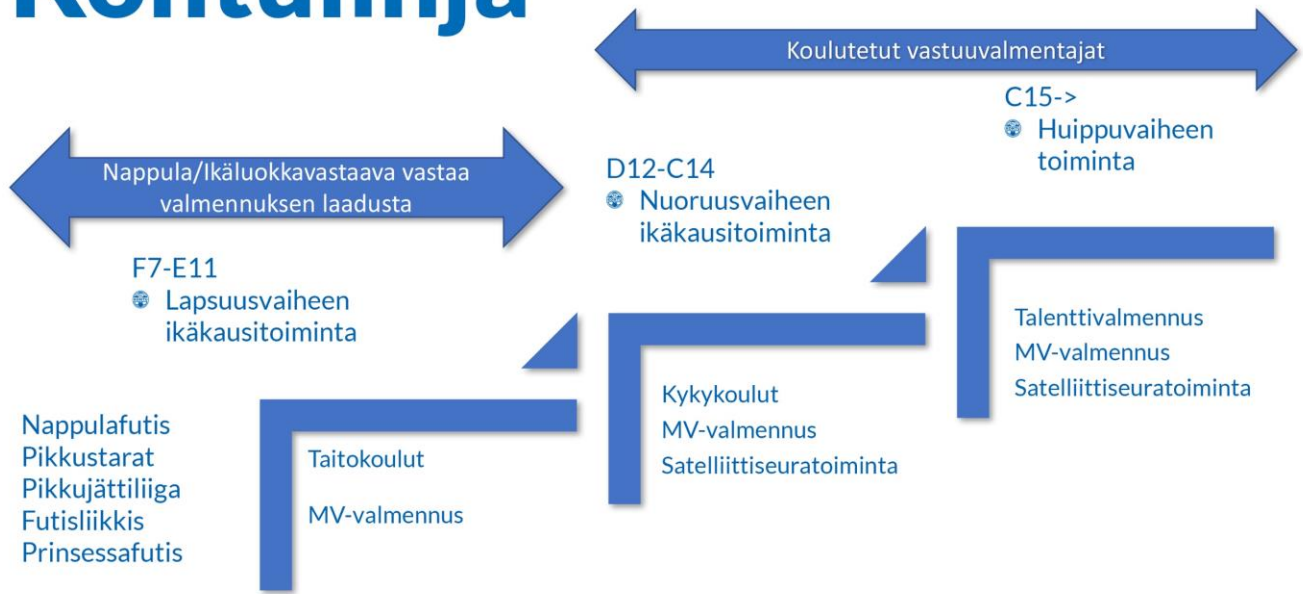 Koulutetut vastuuvalmentajat
C15->
Huippuvaiheen
toiminta
Nappula/Ikäluokkavastaava vastaa
valmennuksen laadusta
D12-C14
Nuoruusvaiheen
ikäkausitoiminta
F7-E11
Lapsuusvaiheen
ikäkausitoiminta
Talenttivalmennus
MV-valmennus
Satelliittiseuratoiminta
Kykykoulut
MV-valmennus
Satelliittiseuratoiminta
Nappulafutis
Pikkustarat
Pikkujättiliiga
Futisliikkis
Prinsessafutis
Taitokoulut
MV-valmennus